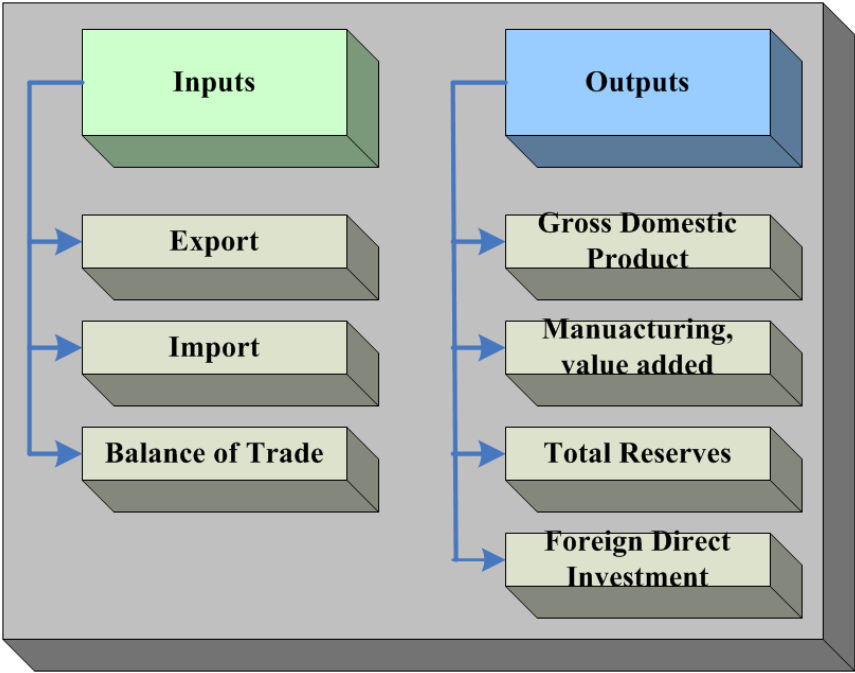 Inputs
Export
Import
Balance of Trade
Outputs
Gross Domestic
Product
Manuacturing,
value added
Total Reserves
Foreign Direct
Investment